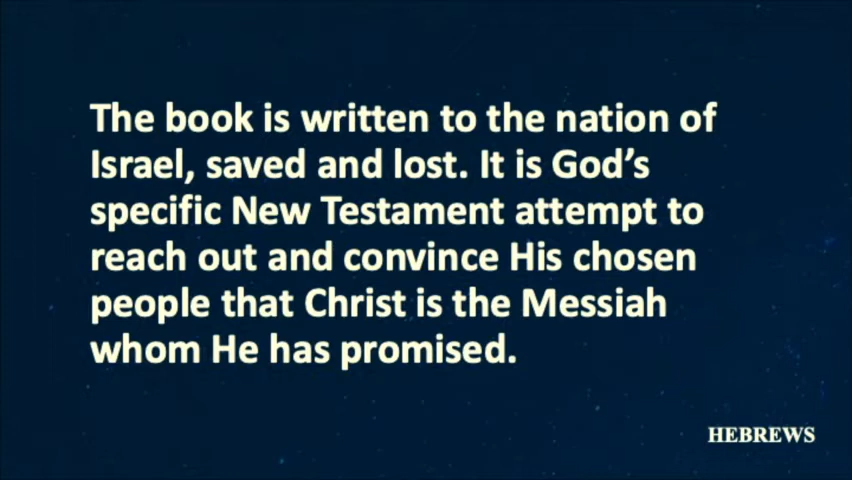 The book is written to the nation of
Israel, saved and lost. It is God’s
specific New Testament attempt to
reach out and convince His chosen
people that Christ is the Messiah
whom He has promised.
HEBREWS